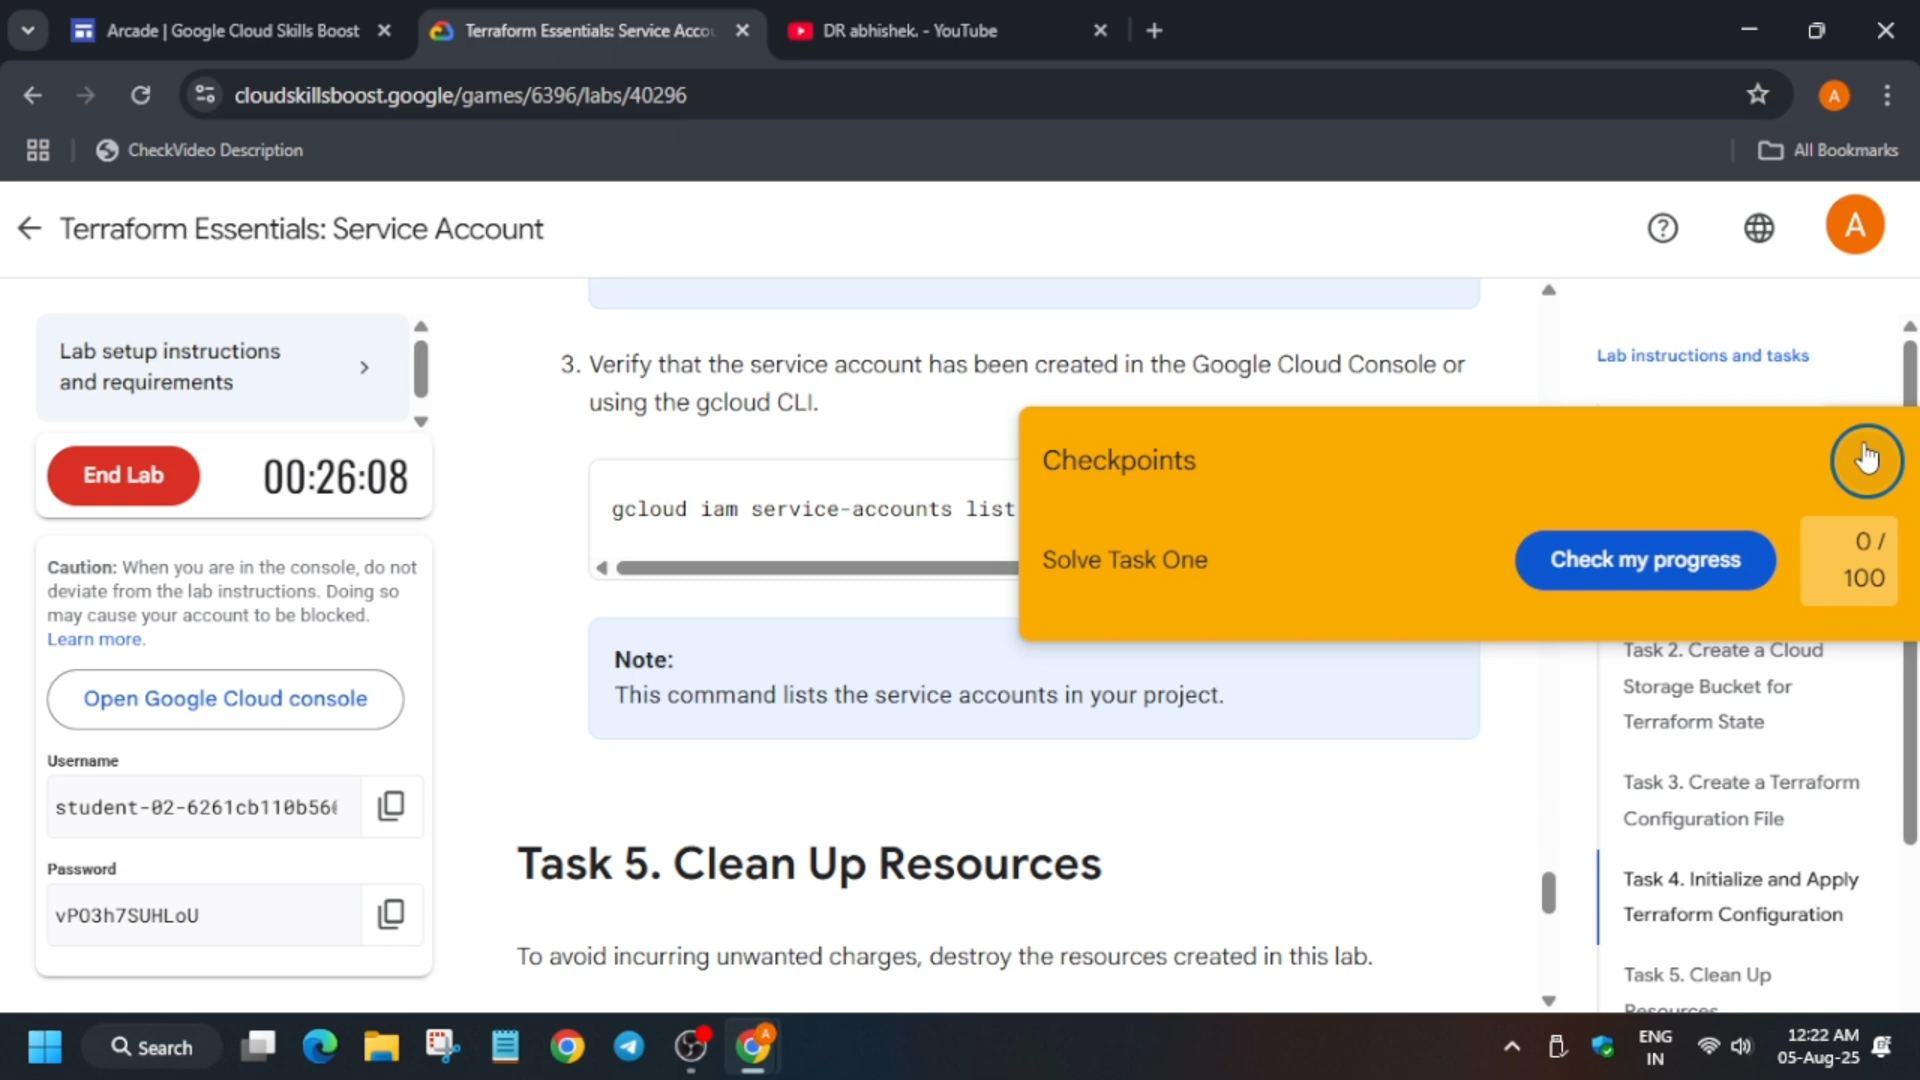 Arcade | Google Cloud Skills Boost
Terraform Essentials: Service Acco
DR abhishek. - YouTube
cloudskillsboost.google/games/6396/labs/40296
A
CheckVideo Description
All Bookmarks
Terraform Essentials: Service Account
A
Lab setup instructions
and requirements
End Lab
00:26:08
Caution: When you are in the console, do not
deviate from the lab instructions. Doing so
may cause your account to be blocked.
Learn more.
Open Google Cloud console
Username
student-02-6261cb110b56
Password
vPO3h7SUHLoU
3. Verify that the service account has been created in the Google Cloud Console or
using the gcloud CLI.
gcloud iam service-accounts list
Note:
This command lists the service accounts in your project.
Task 5. Clean Up Resources
To avoid incurring unwanted charges, destroy the resources created in this lab.
Lab instructions and tasks
Checkpoints
Solve Task One
Check my progress
0 /
100
Task 2. Create a Cloud
Storage Bucket for
Terraform State
Task 3. Create a Terraform
Configuration File
Task 4. Initialize and Apply
Terraform Configuration
Task 5. Clean Up
Resources
Search
A
ENG
IN
12:22 AM
05-Aug-25